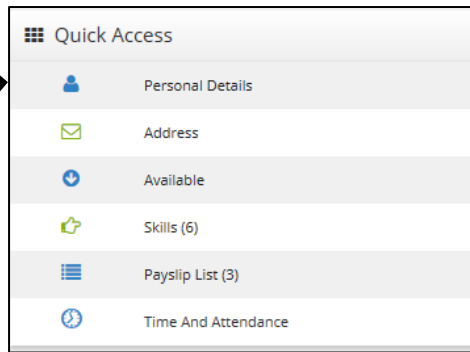 Quick Access
Personal Details
Address
Available
Skills (6)
Payslip List (3)
Time And Attendance